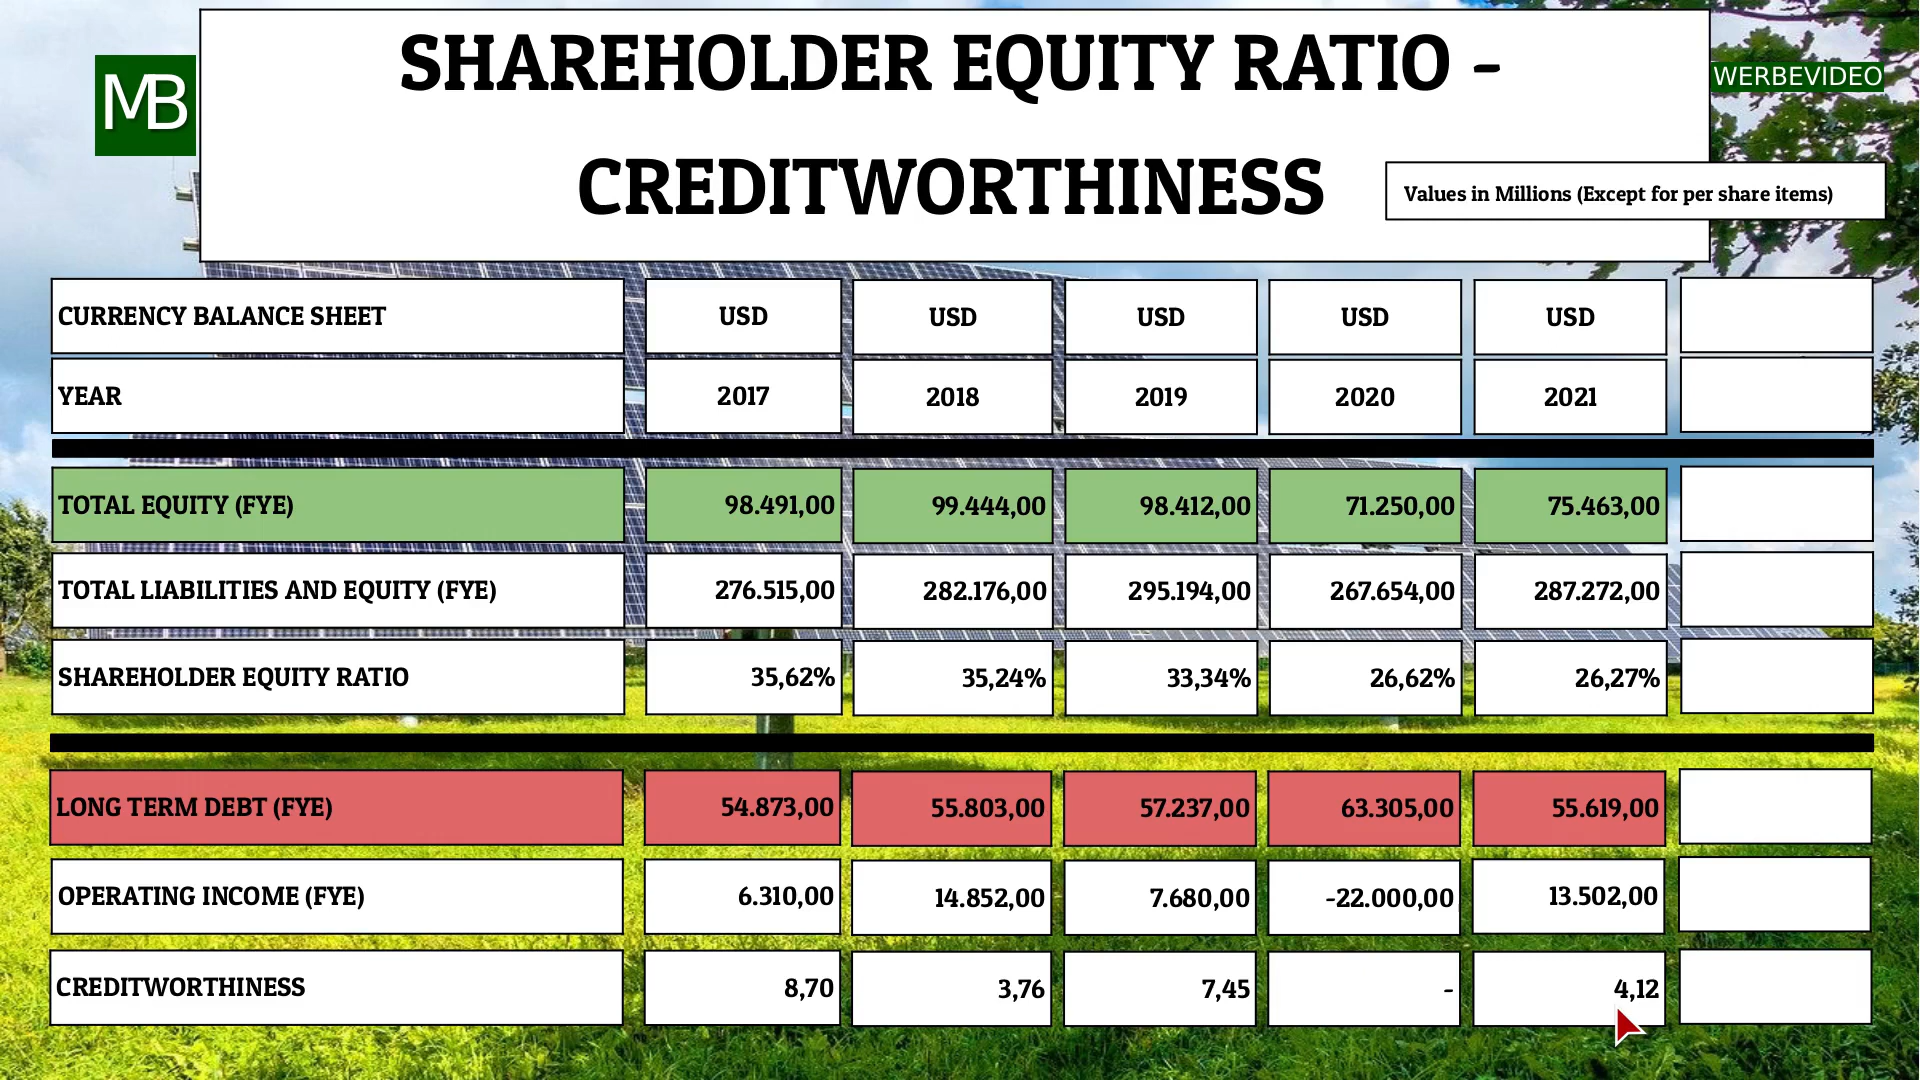 SHAREHOLDER EQUITY RATIO -
CREDITWORTHINESS
MB
WERBEVIDEO
Values in Millions (Except for per share items)
CURRENCY BALANCE SHEET USD USD USD USD USD
YEAR 2017 2018 2019 2020 2021
TOTAL EQUITY (FYE) 98.491,00 99.444,00 98.412,00 71.250,00 75.463,00
TOTAL LIABILITIES AND EQUITY (FYE) 276.515,00 282.176,00 295.194,00 267.654,00 287.272,00
SHAREHOLDER EQUITY RATIO 35,62% 35,24% 33,34% 26,62% 26,27%
LONG TERM DEBT (FYE) 54.873,00 55.803,00 57.237,00 63.305,00 55.619,00
OPERATING INCOME (FYE) 6.310,00 14.852,00 7.680,00 -22.000,00 13.502,00
CREDITWORTHINESS 8,70 3,76 7,45 - 4,12